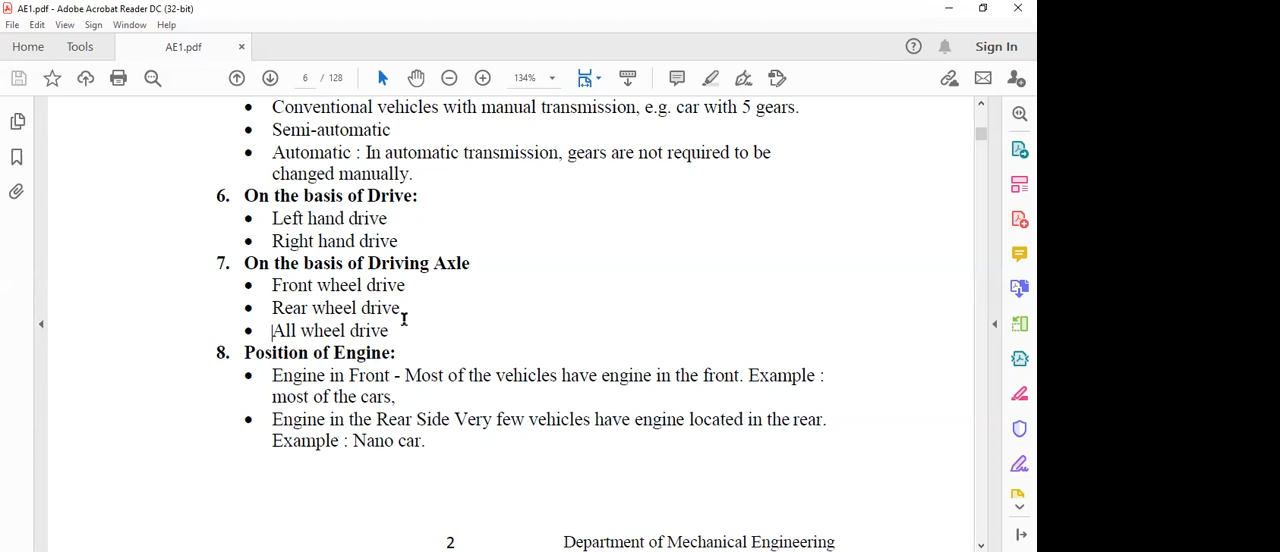 AE1.pdf - Adobe Acrobat Reader DC (32-bit)
File Edit View Sign Window Help
Home Tools AE1.pdf × Sign In
6 / 128 134%
• Conventional vehicles with manual transmission, e.g. car with 5 gears.
• Semi-automatic
• Automatic : In automatic transmission, gears are not required to be
changed manually.
6. On the basis of Drive:
• Left hand drive
• Right hand drive
7. On the basis of Driving Axle
• Front wheel drive
• Rear wheel drive
• All wheel drive
8. Position of Engine:
• Engine in Front - Most of the vehicles have engine in the front. Example :
most of the cars,
• Engine in the Rear Side Very few vehicles have engine located in the rear.
Example : Nano car.
2 Department of Mechanical Engineering